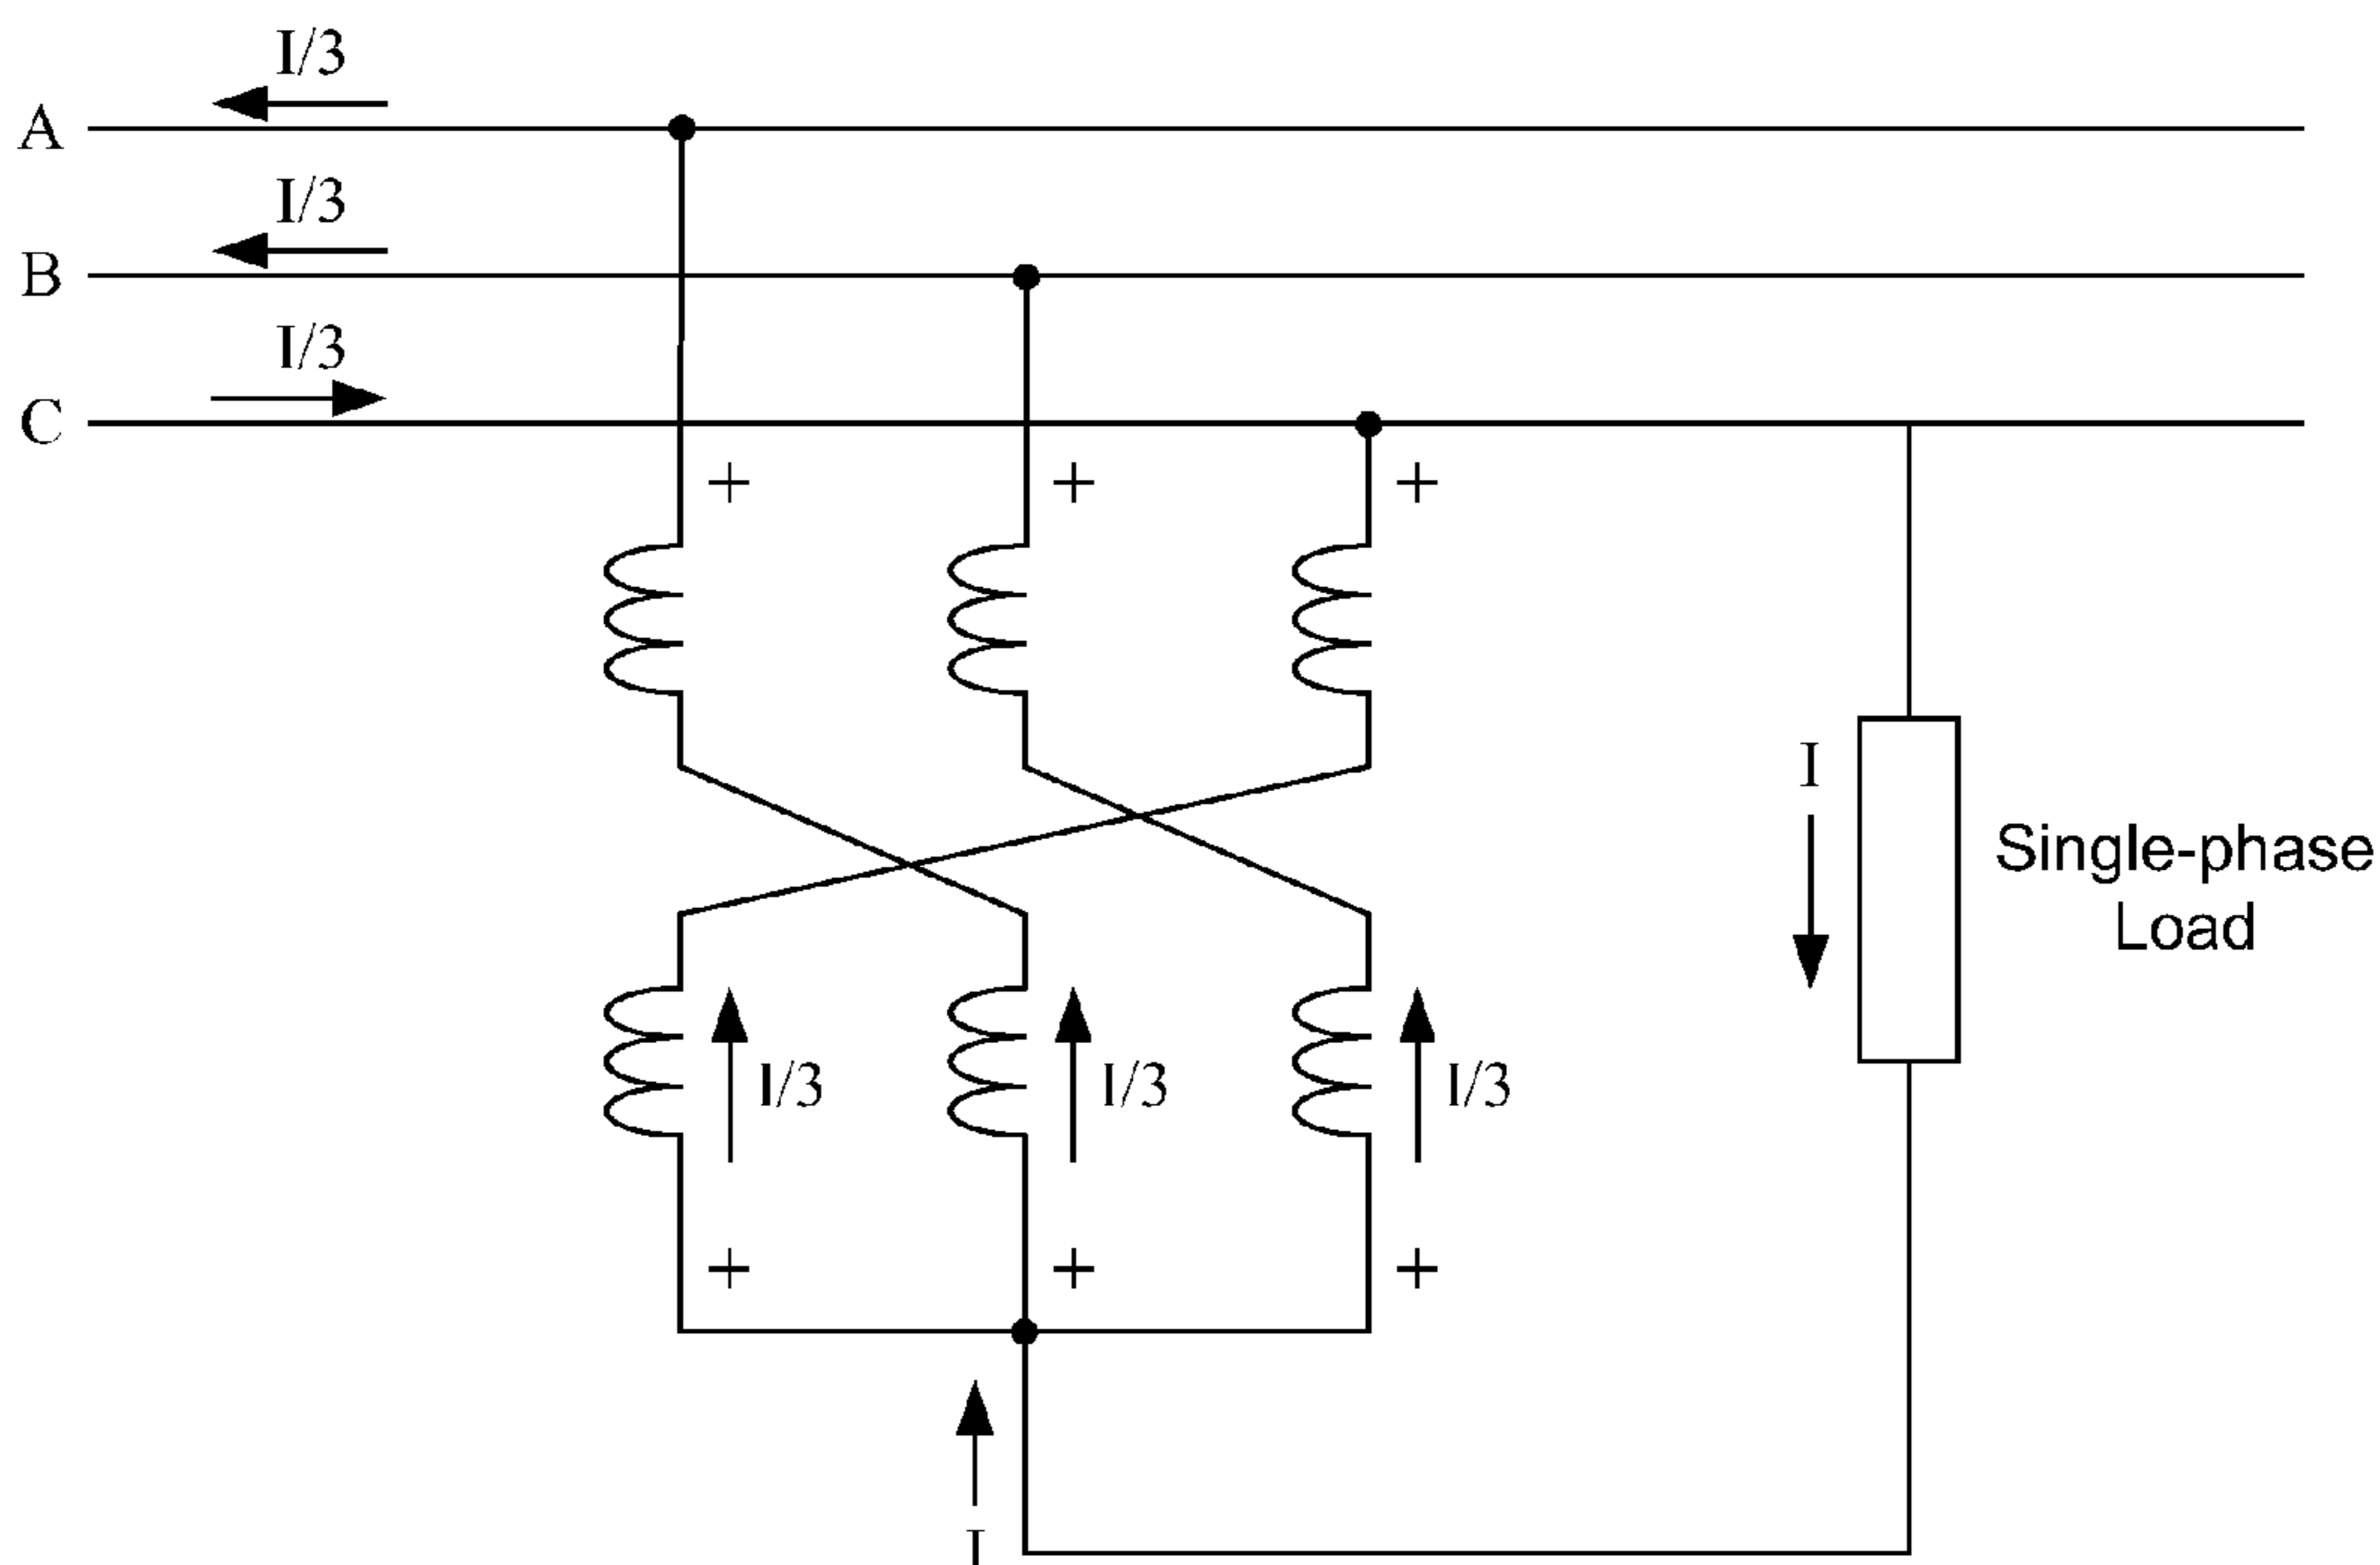 I/3
A
I/3
B
I/3
C
+ + +
I
Single-phase
Load
I/3 I/3 I/3
+ + +
I